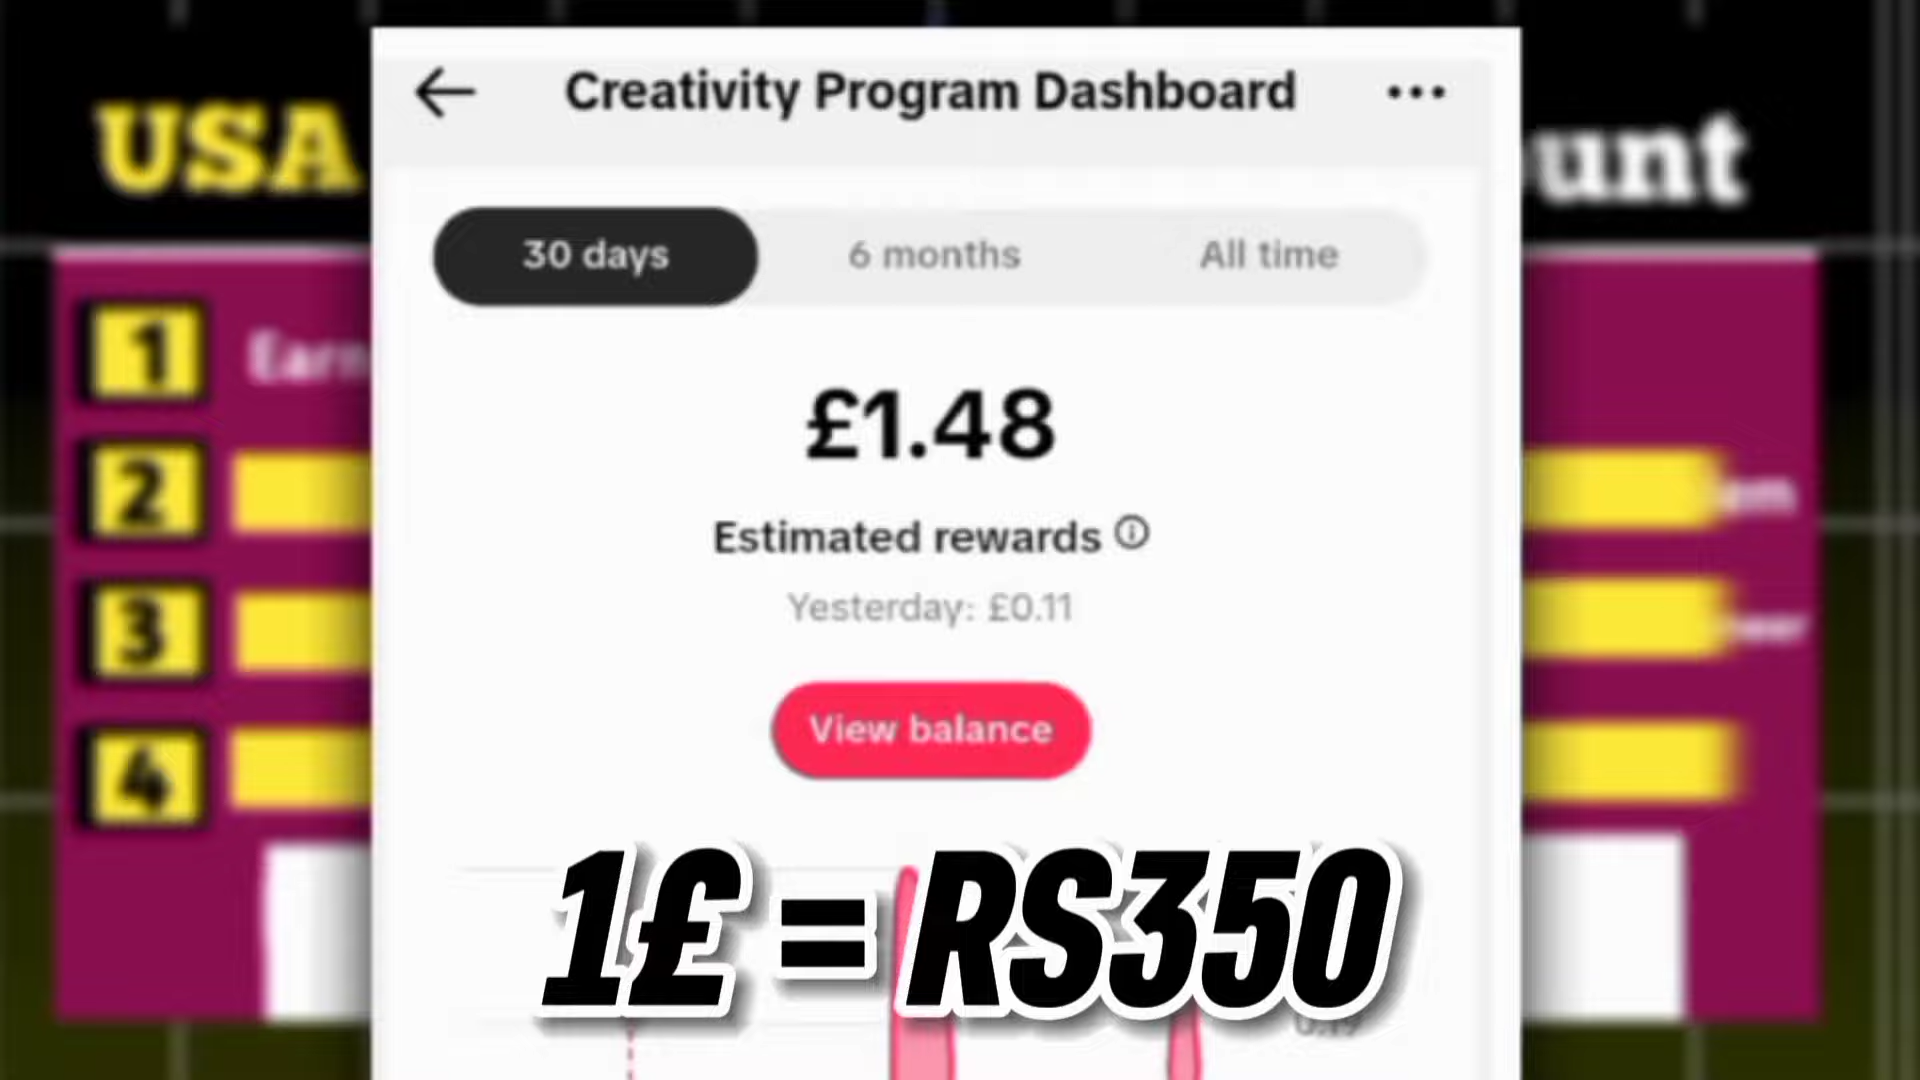 USA
unt
Creativity Program Dashboard
30 days
6 months
All time
1
Earn
£1.48
2
Estimated rewards
Yesterday: £0.11
3
View balance
4
1£ = RS350